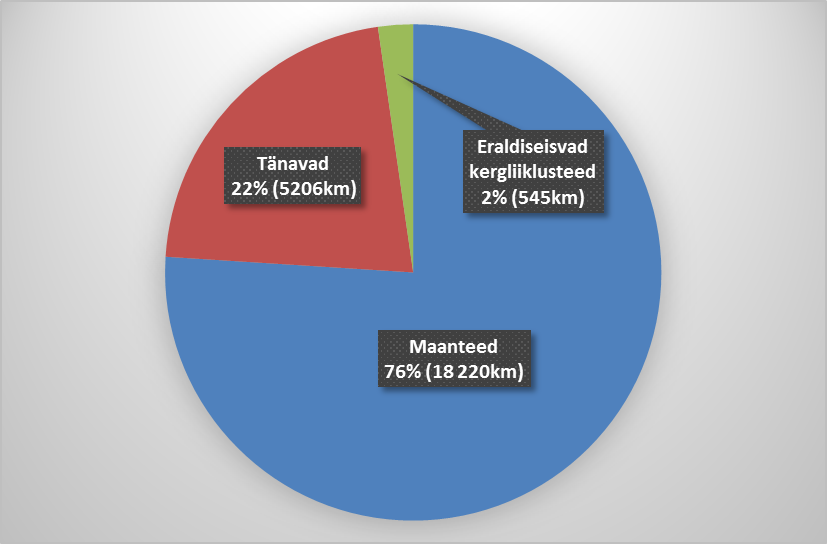 Tänavad
22% (5206km)
Eraldiseisvad
kergliiklusteed
2% (545km)
Maanteed
76% (18 220km)